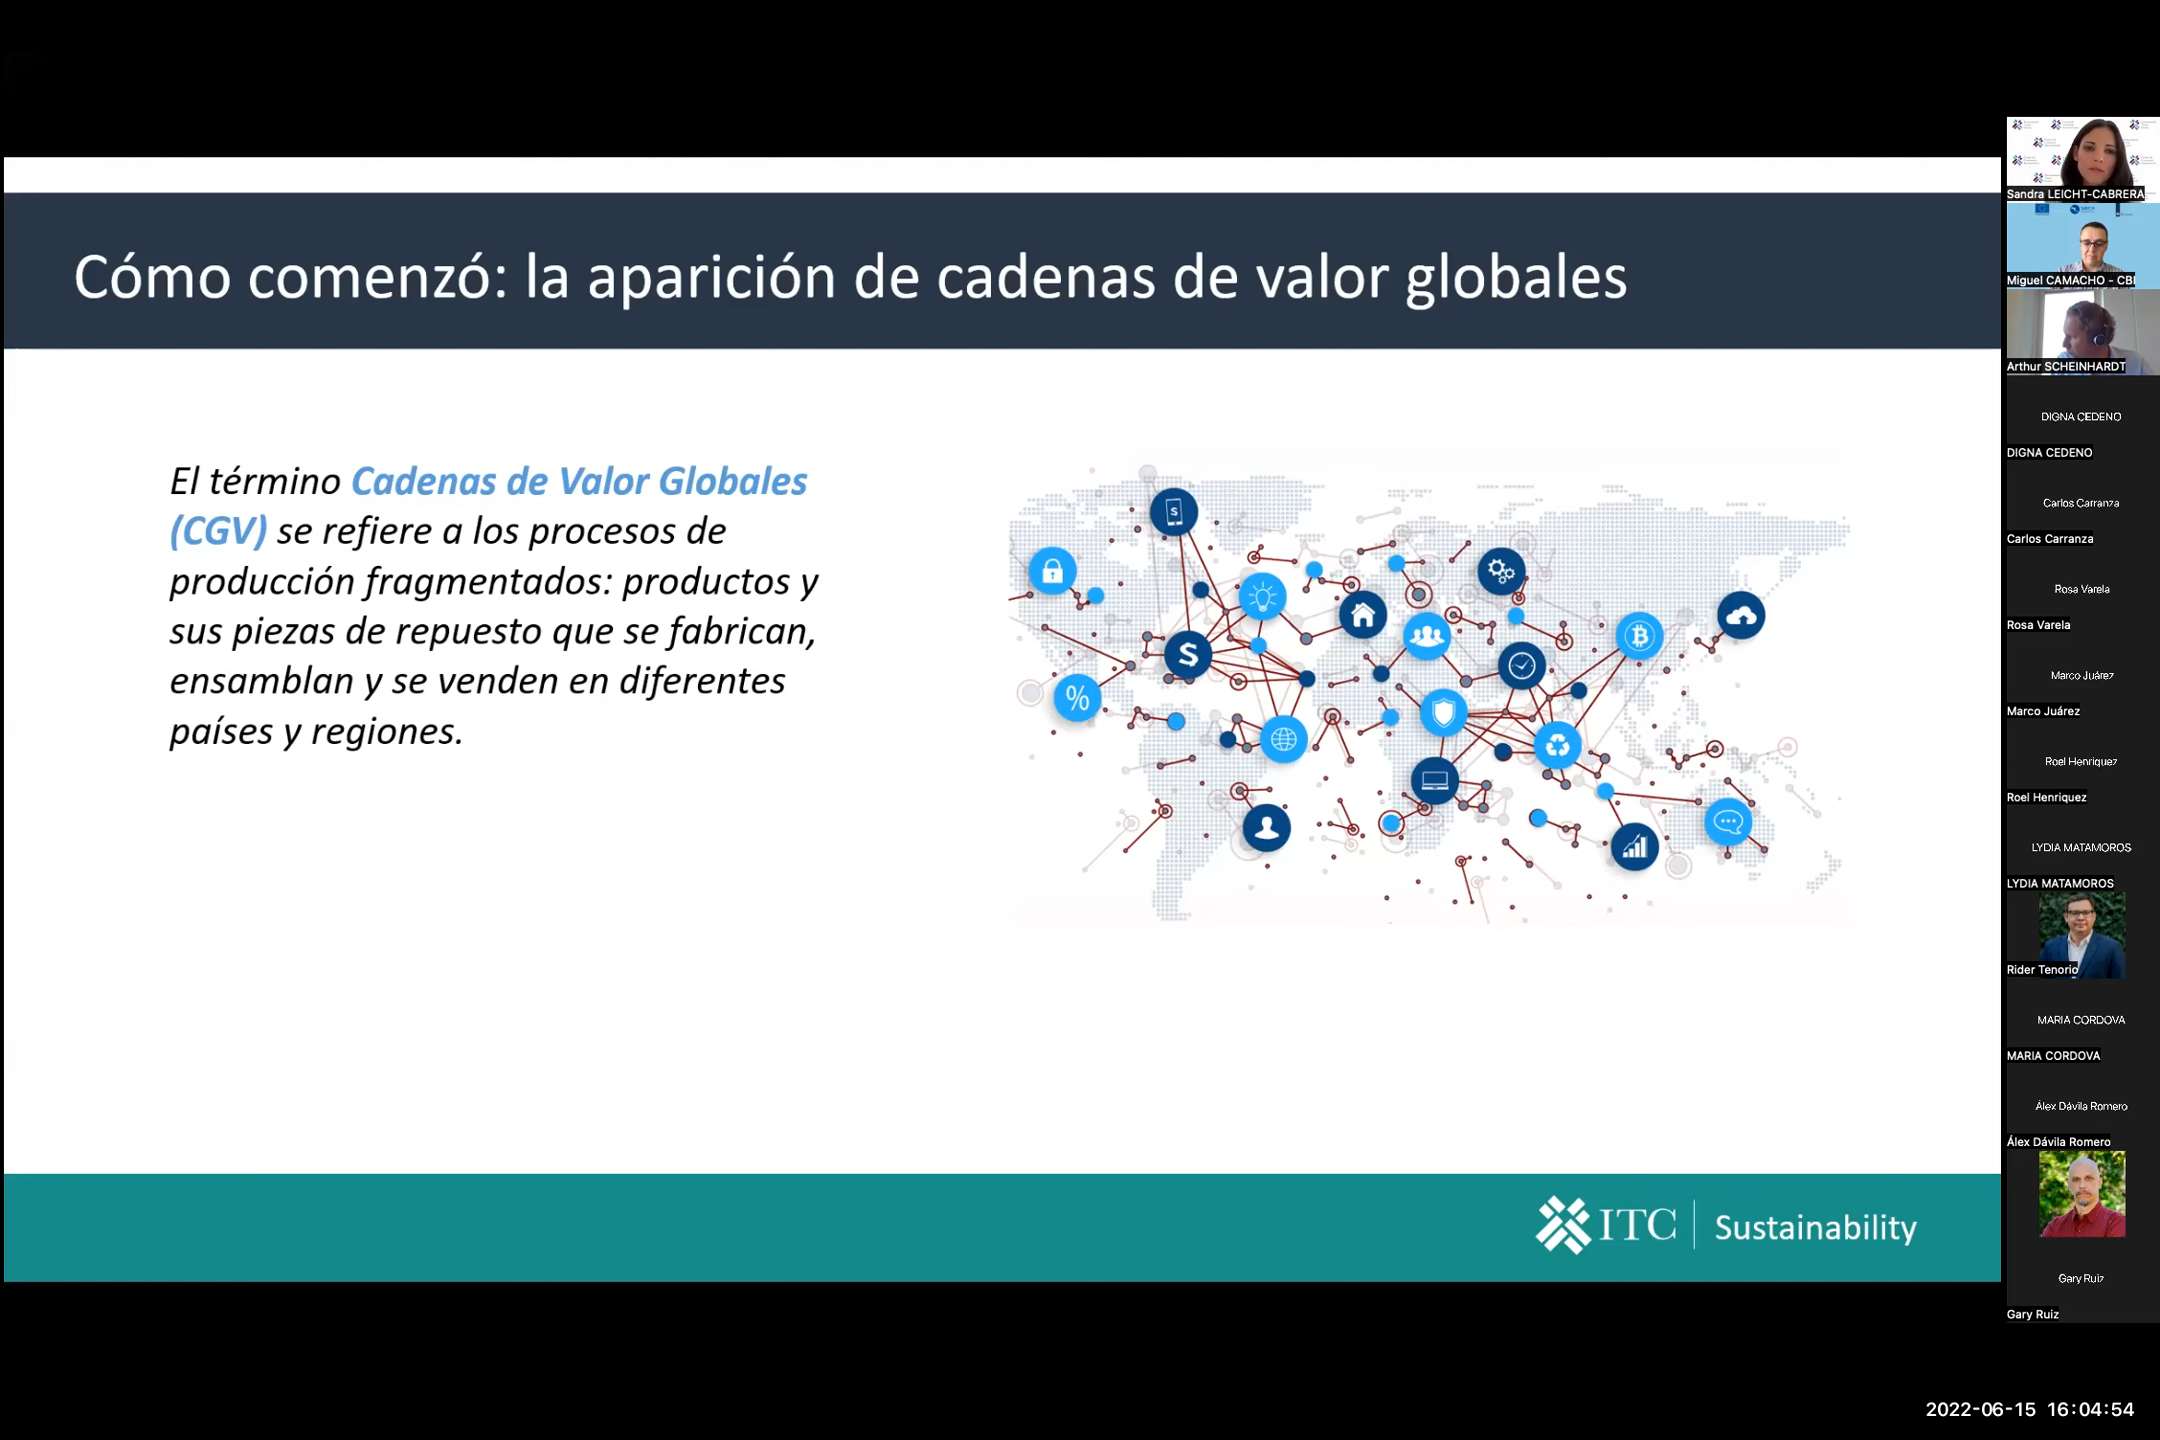 Cómo comenzó: la aparición de cadenas de valor globales
El término Cadenas de Valor Globales
(CGV) se refiere a los procesos de
producción fragmentados: productos y
sus piezas de repuesto que se fabrican,
ensamblan y se venden en diferentes
países y regiones.
$
$
%
ITC Sustainability
Sandra LEICHT-CABRERA
Miguel CAMACHO - CBI
Arthur SCHEINHARDT
DIGNA CEDENO
DIGNA CEDENO
Carlos Carranza
Carlos Carranza
Rosa Varela
Rosa Varela
Marco Juárez
Marco Juárez
Roel Henriquez
Roel Henriquez
LYDIA MATAMOROS
LYDIA MATAMOROS
Rider Tenorio
MARIA CORDOVA
MARIA CORDOVA
Álex Dávila Romero
Álex Dávila Romero
Gary Ruiz
Gary Ruiz
2022-06-15 16:04:54